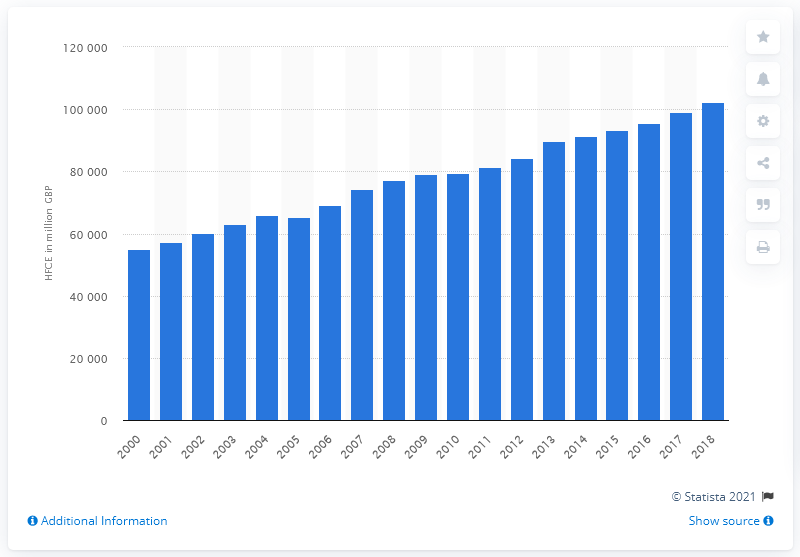 120 000
100 000
80 000
60 000
40 000
20 000
0
HFCE in million GBP
2000 2001 2002 2003 2004 2005 2006 2007 2008 2009 2010 2011 2012 2013 2014 2015 2016 2017 2018
© Statista 2021
Additional Information
Show source